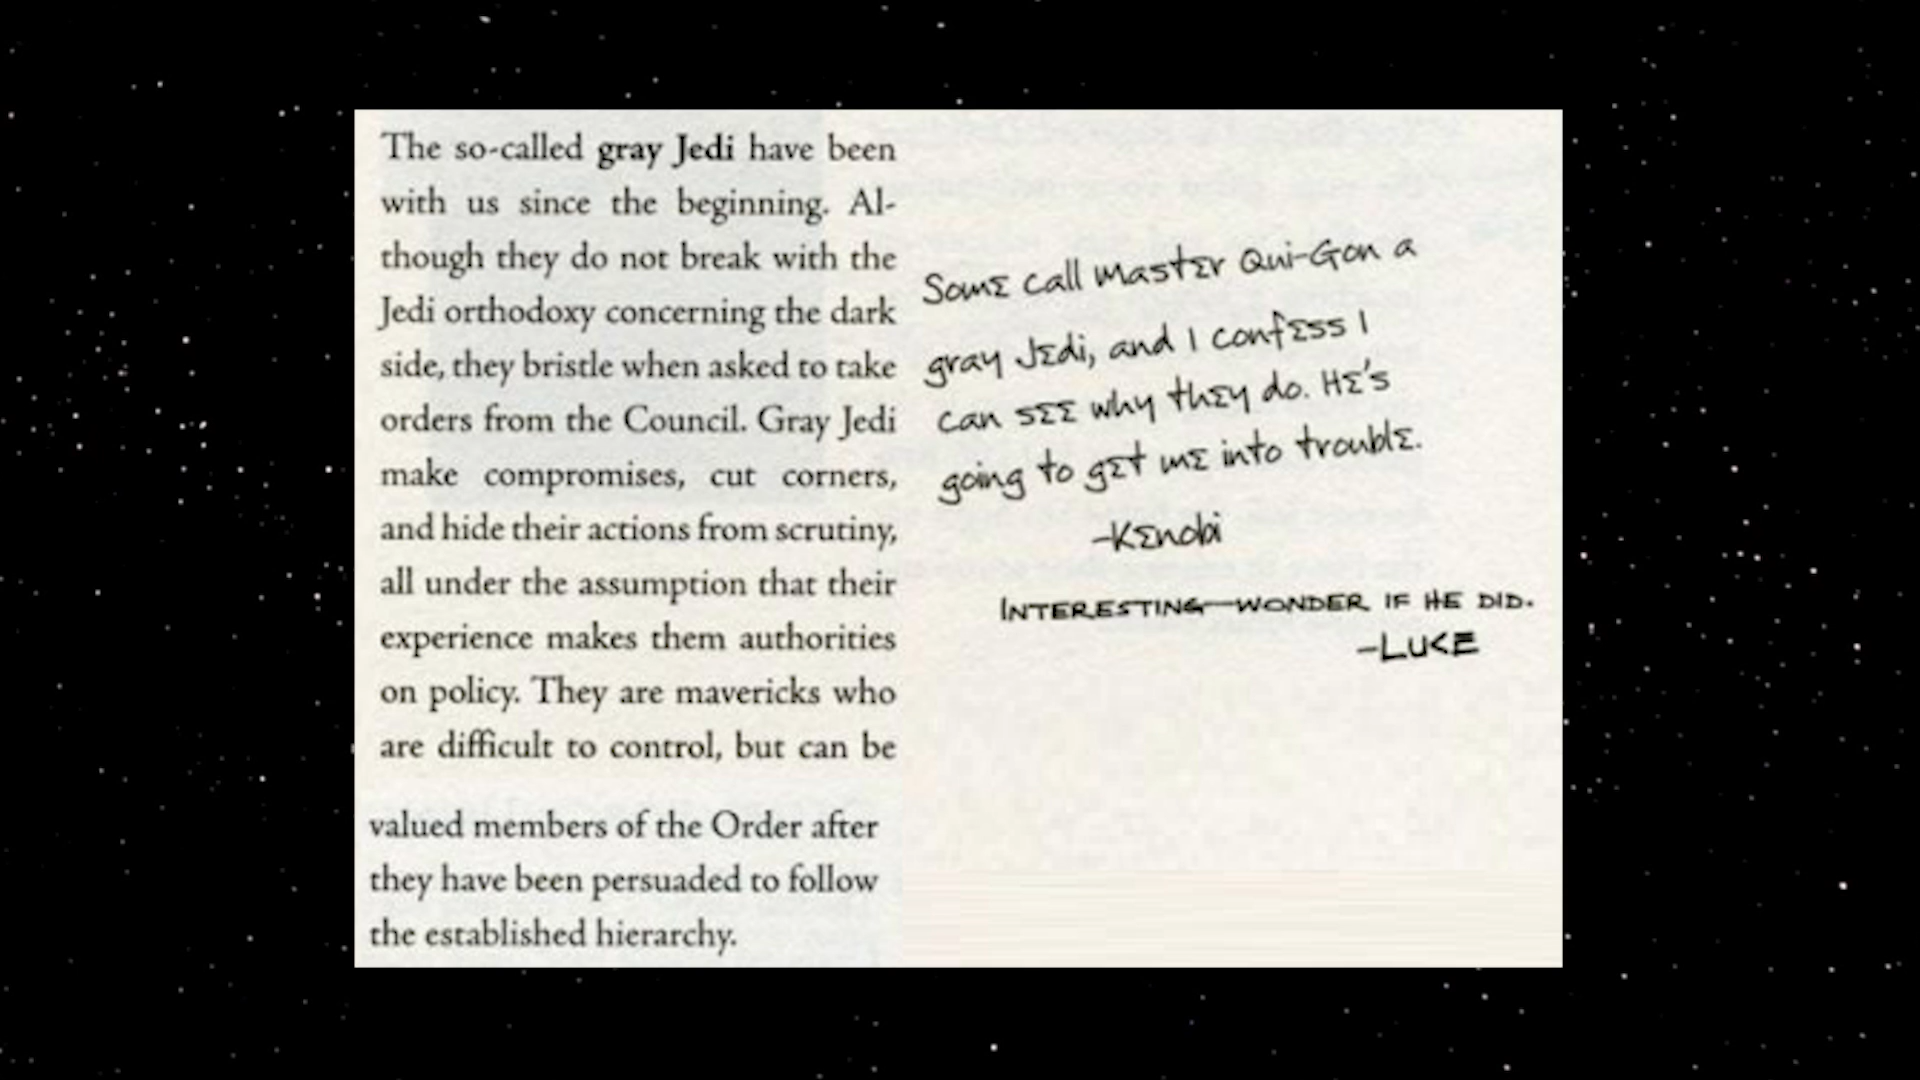 The so-called gray Jedi have been
with us since the beginning. Al-
though they do not break with the
Jedi orthodoxy concerning the dark
side, they bristle when asked to take
orders from the Council. Gray Jedi
make compromises, cut corners,
and hide their actions from scrutiny,
all under the assumption that their
experience makes them authorities
on policy. They are mavericks who
are difficult to control, but can be
valued members of the Order after
they have been persuaded to follow
the established hierarchy.
Some call Master Qui-Gon a
gray Jedi, and I confess I
can see why they do. He's
going to get me into trouble.
-Kenobi
INTERESTING—WONDER IF HE DID.
-LUKE